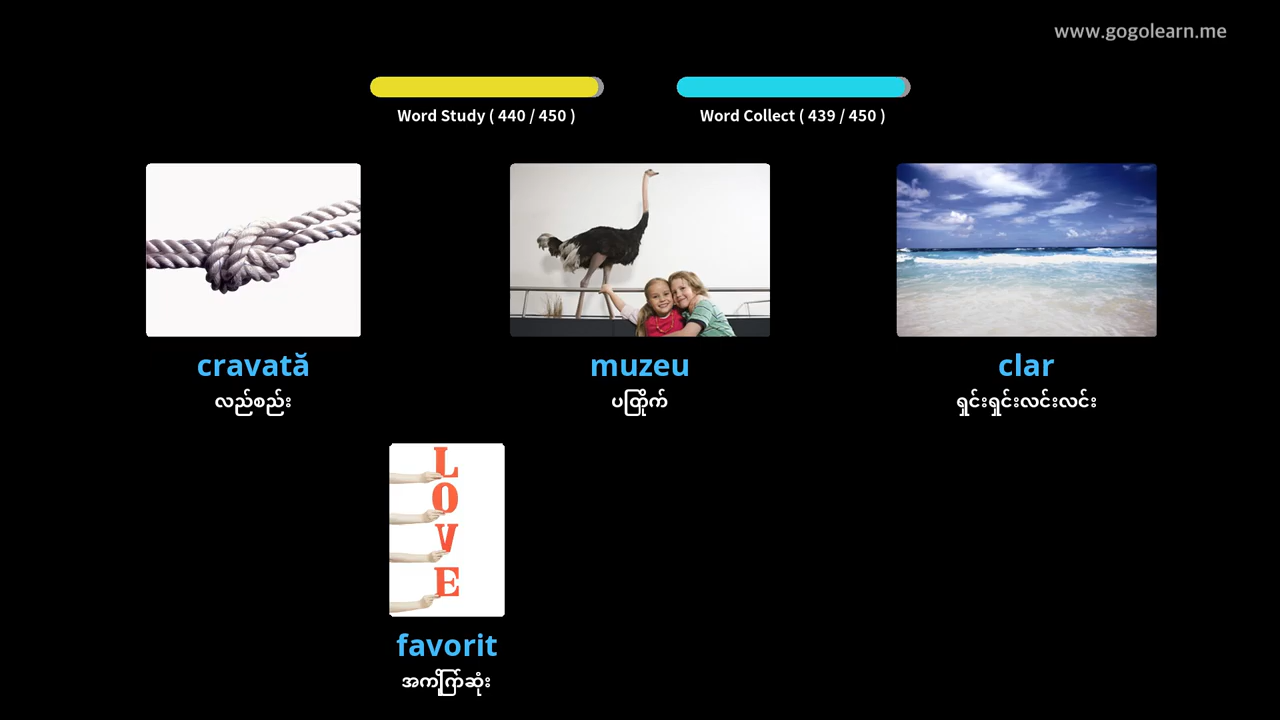 www.gogolearn.me
Word Study ( 440 / 450 )
Word Collect ( 439 / 450 )
cravată
muzeu
clar
လည်စည်း
ပြတိုက်
ရှင်းရှင်းလင်းလင်း
L
O
V
E
favorit
အကြိုက်ဆုံး